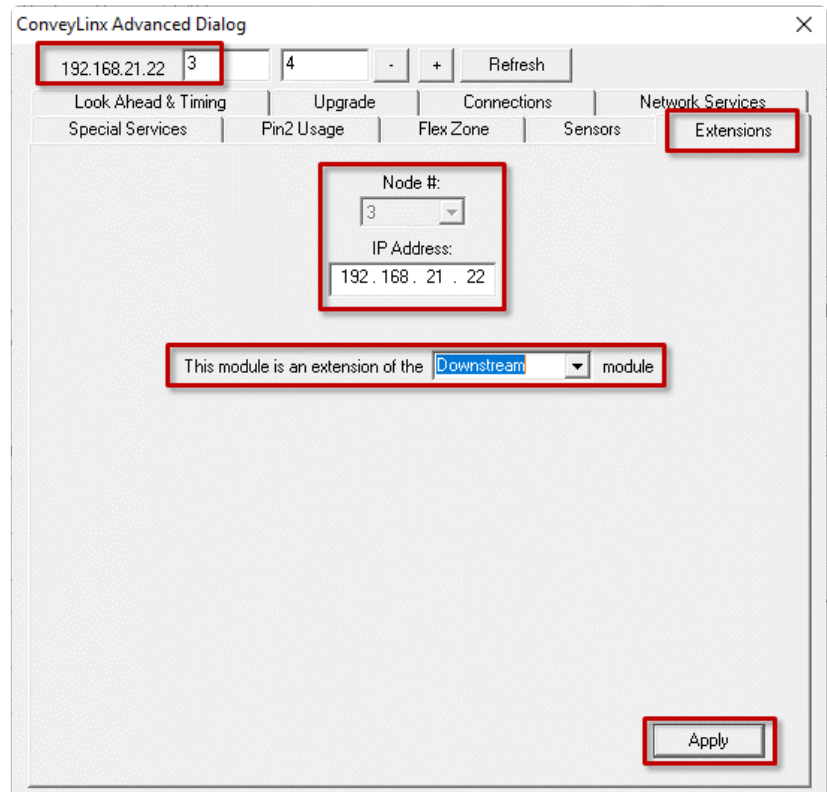 ConveyLinx Advanced Dialog
192.168.21.22 3 4 - + Refresh
Look Ahead & Timing Upgrade Connections Network Services
Special Services Pin2 Usage Flex Zone Sensors Extensions
Node #:
3
IP Address:
192 . 168 . 21 . 22
This module is an extension of the Downstream module
Apply